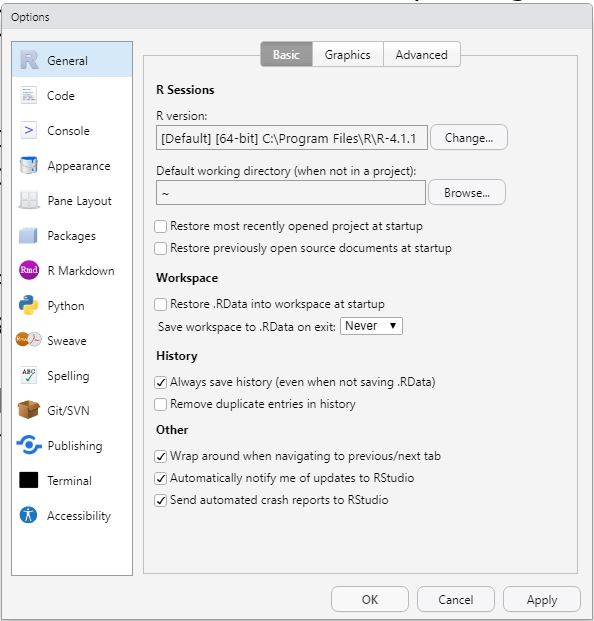 Options
General
Code
Console
Appearance
Pane Layout
Packages
R Markdown
Python
Sweave
Spelling
Git/SVN
Publishing
Terminal
Accessibility
Basic Graphics Advanced
R Sessions
R version:
[Default] [64-bit] C:\Program Files\R\R-4.1.1 Change...
Default working directory (when not in a project):
~ Browse...
Restore most recently opened project at startup
Restore previously open source documents at startup
Workspace
Restore .RData into workspace at startup
Save workspace to .RData on exit: Never
History
Always save history (even when not saving .RData)
Remove duplicate entries in history
Other
Wrap around when navigating to previous/next tab
Automatically notify me of updates to RStudio
Send automated crash reports to RStudio
OK Cancel Apply